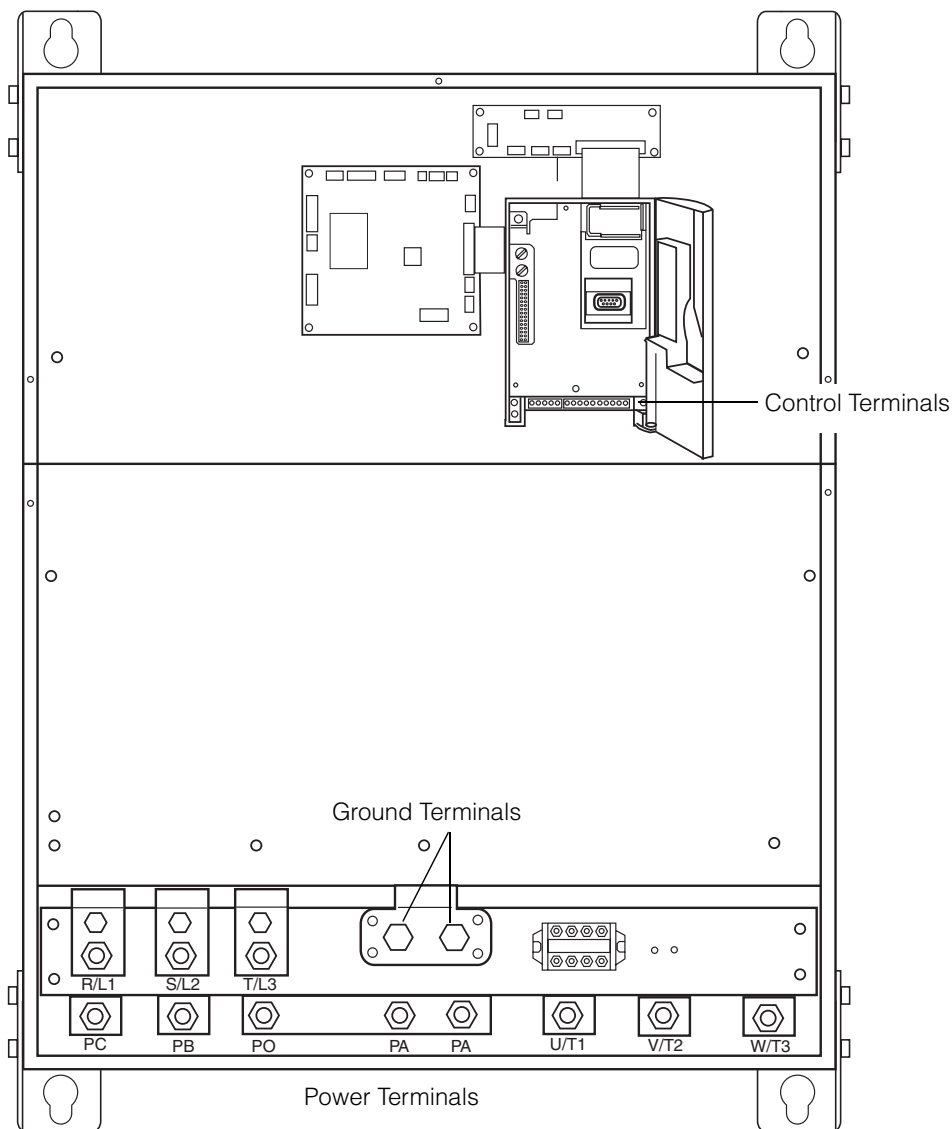 Control Terminals
Ground Terminals
R/L1 S/L2 T/L3
PC PB PO PA PA U/T1 V/T2 W/T3
Power Terminals